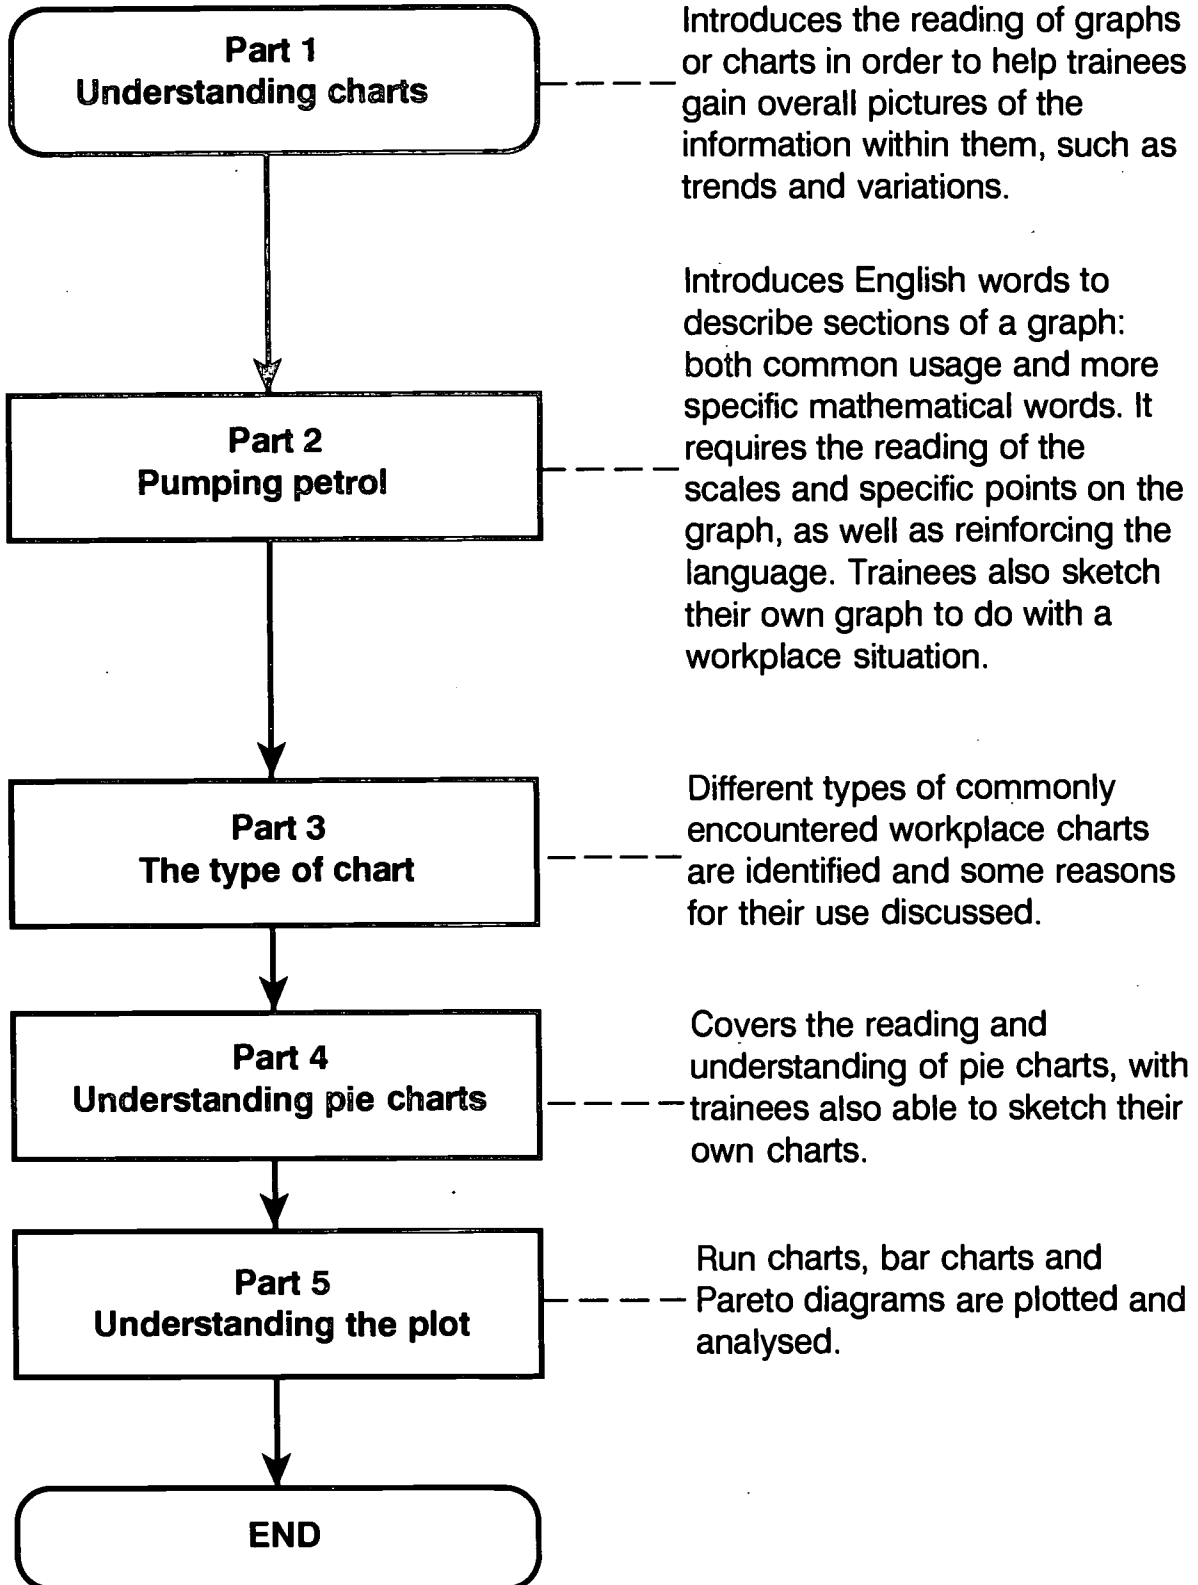 Part 1
Understanding charts
Introduces the reading of graphs
or charts in order to help trainees
gain overall pictures of the
information within them, such as
trends and variations.
Part 2
Pumping petrol
Introduces English words to
describe sections of a graph:
both common usage and more
specific mathematical words. It
requires the reading of the
scales and specific points on the
graph, as well as reinforcing the
language. Trainees also sketch
their own graph to do with a
workplace situation.
Part 3
The type of chart
Different types of commonly
encountered workplace charts
are identified and some reasons
for their use discussed.
Part 4
Understanding pie charts
Covers the reading and
understanding of pie charts, with
trainees also able to sketch their
own charts.
Part 5
Understanding the plot
Run charts, bar charts and
Pareto diagrams are plotted and
analysed.
END